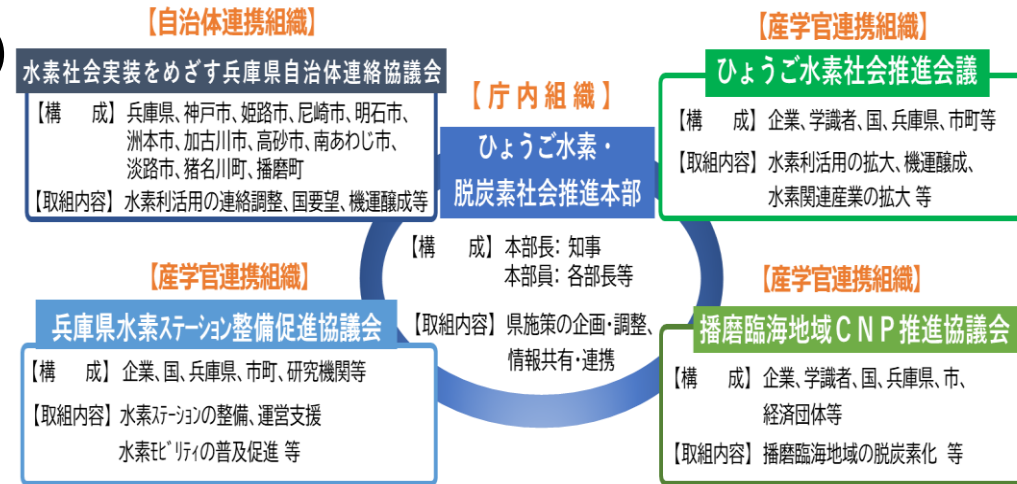 【自治体連携組織】
水素社会実装をめざす兵庫県自治体連絡協議会
【構　成】兵庫県、神戸市、姫路市、尼崎市、明石市、
洲本市、加古川市、高砂市、南あわじ市、
淡路市、猪名川町、播磨町
【取組内容】水素利活用の連絡調整、国要望、機運醸成等
【庁内組織】
ひょうご水素・
脱炭素社会推進本部
【構　成】本部長：知事
本部員：各部長等
【取組内容】県施策の企画・調整、
情報共有・連携
【産学官連携組織】
ひょうご水素社会推進会議
【構　成】企業、学識者、国、兵庫県、市町等
【取組内容】水素利活用の拡大、機運醸成、
水素関連産業の拡大 等
【産学官連携組織】
兵庫県水素ステーション整備促進協議会
【構　成】企業、国、兵庫県、市町、研究機関等
【取組内容】水素ステーションの整備、運営支援
水素モビリティの普及促進 等
【産学官連携組織】
播磨臨海地域ＣＮＰ推進協議会
【構　成】企業、学識者、国、兵庫県、市、
経済団体等
【取組内容】播磨臨海地域の脱炭素化 等